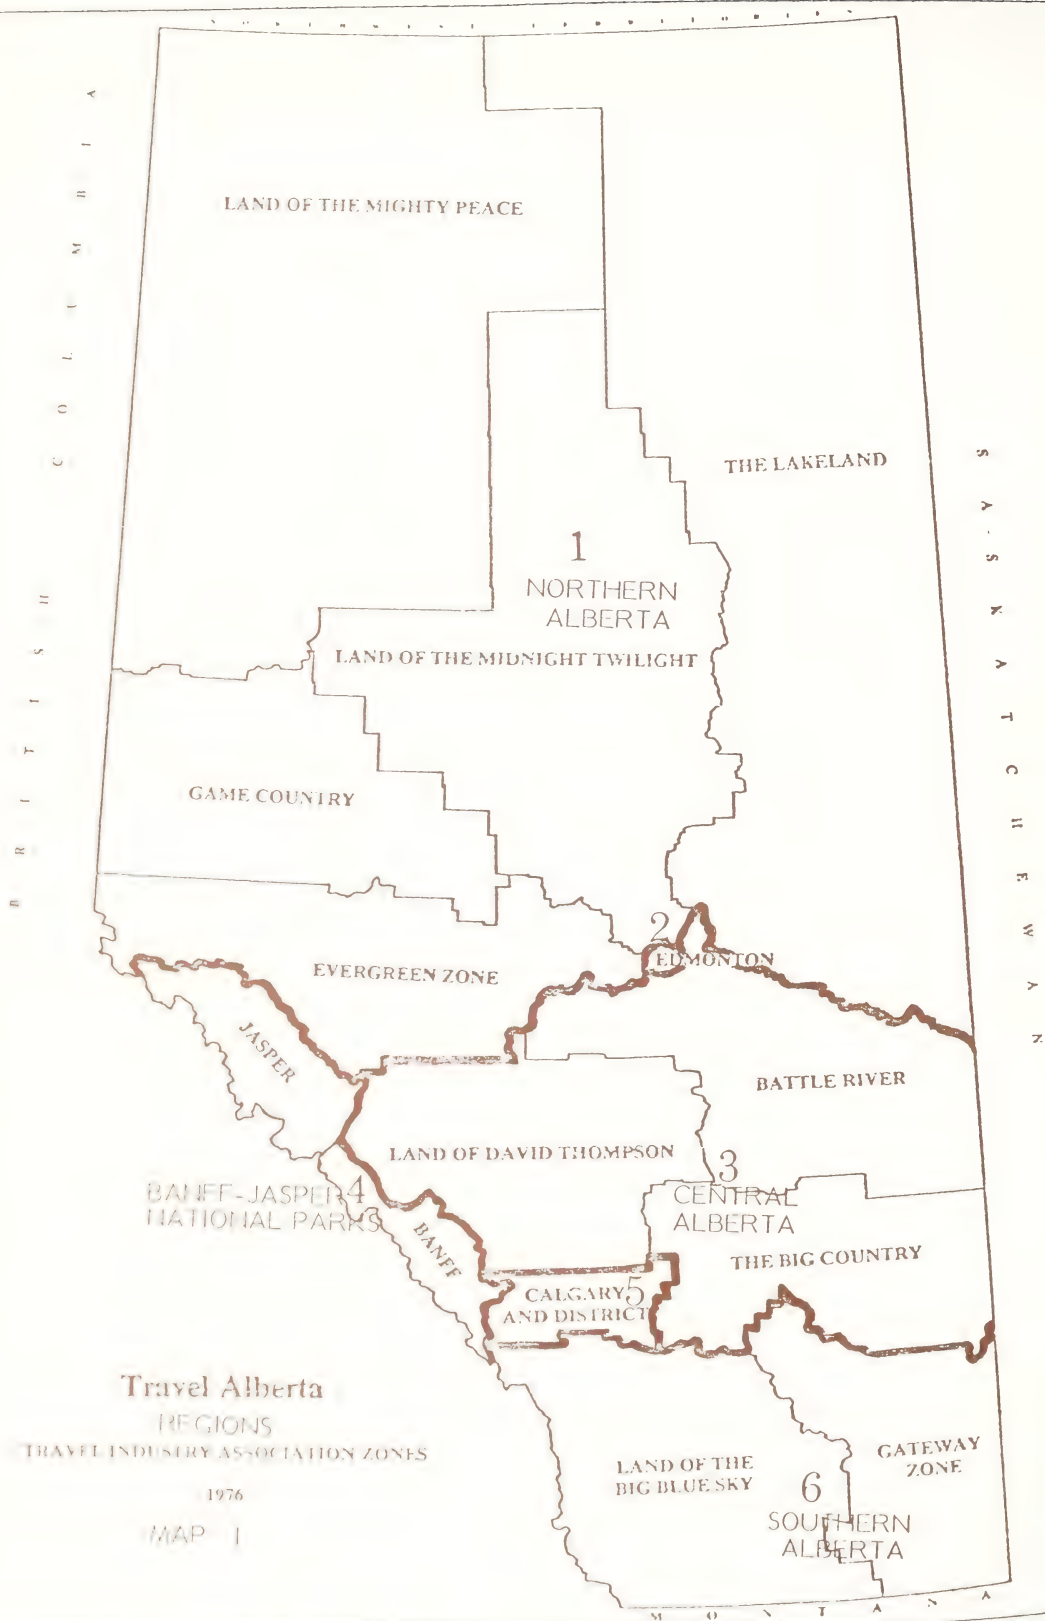 BRITISH COLUMBIA
LAND OF THE MIGHTY PEACE
THE LAKELAND
SASKATCHEWAN
1
NORTHERN
ALBERTA
LAND OF THE MIDNIGHT TWILIGHT
GAME COUNTRY
2
EDMONTON
EVERGREEN ZONE
JASPER
BATTLE RIVER
LAND OF DAVID THOMPSON
3
CENTRAL
ALBERTA
BANFF-JASPER 4
NATIONAL PARKS
BANFF
THE BIG COUNTRY
CALGARY 5
AND DISTRICT
Travel Alberta
REGIONS
TRAVEL INDUSTRY ASSOCIATION ZONES
1976
MAP 1
LAND OF THE
BIG BLUE SKY
GATEWAY
ZONE
6
SOUTHERN
ALBERTA
MONTANA